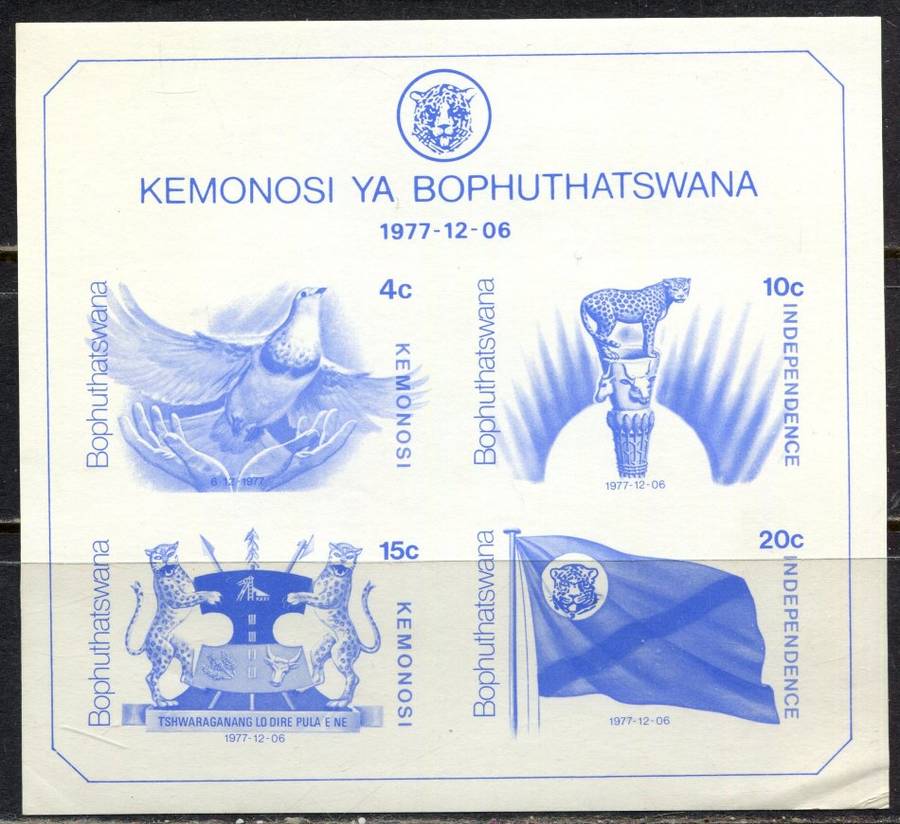 KEMONOSI YA BOPHUTHATSWANA
1977-12-06
Bophuthatswana
4c
KEMONOSI
6-12-1977
Bophuthatswana
10c
INDEPENDENCE
1977-12-06
Bophuthatswana
15c
KEMONOSI
TSHWARAGANANG LO DIRE PULA E NE
1977-12-06
Bophuthatswana
20c
INDEPENDENCE
1977-12-06